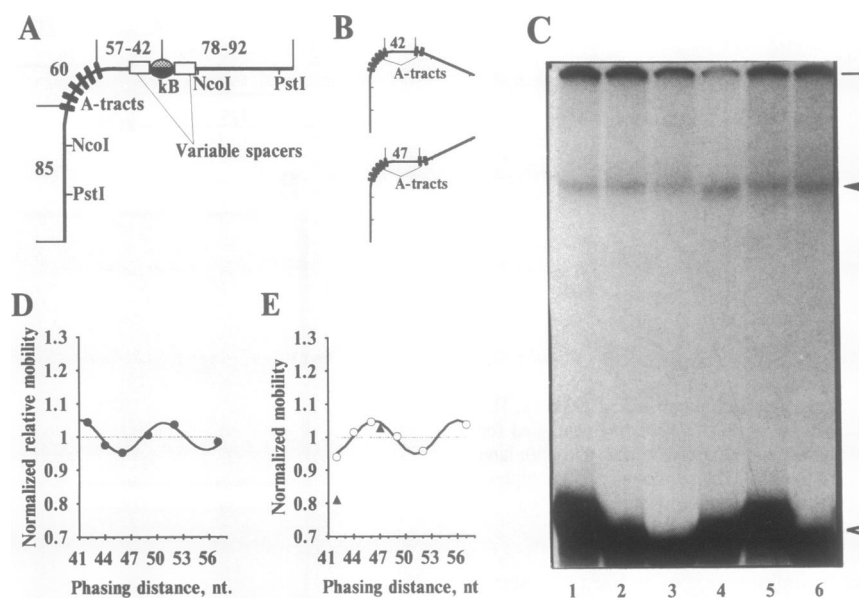 A
57-42
78-92
60
kB
NcoI
PstI
A-tracts
NcoI
85
PstI
Variable spacers
B
42
A-tracts
47
A-tracts
C
1 2 3 4 5 6
D
Normalized relative mobility
1.3
1.2
1.1
1
0.9
0.8
0.7
41 44 47 50 53 56
Phasing distance, nt.
E
Normalized mobility
1.3
1.2
1.1
1
0.9
0.8
0.7
41 44 47 50 53 56
Phasing distance, nt